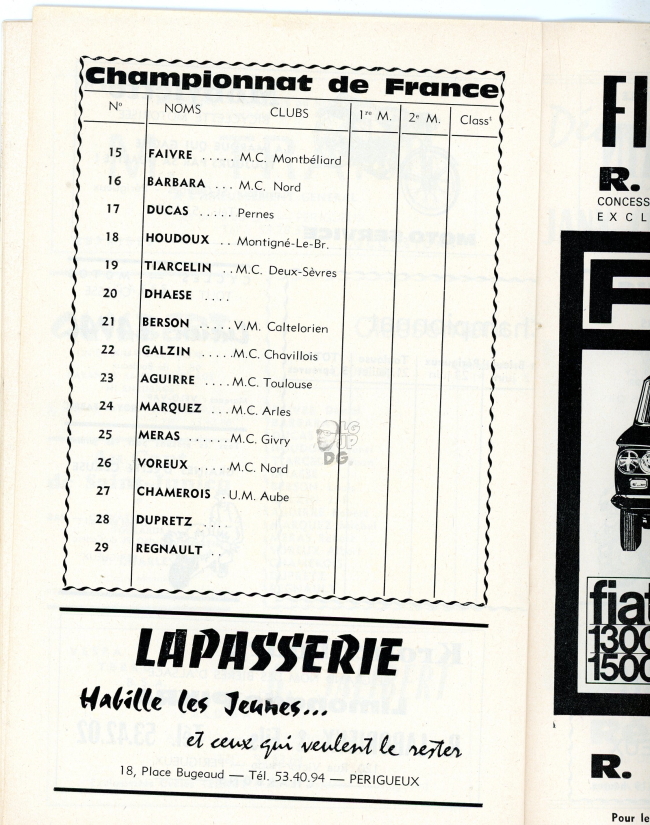 Championnat de France
N° NOMS CLUBS 1re M. 2e M. Classt
15 FAIVRE ..... M.C. Montbéliard
16 BARBARA ... M.C. Nord
17 DUCAS ..... Pernes
18 HOUDOUX .. Montigné-Le-Br.
19 TIARCELIN .. M.C. Deux-Sèvres
20 DHAESE .....
21 BERSON ..... V.M. Caltelorien
22 GALZIN .... M.C. Chavillois
23 AGUIRRE .... M.C. Toulouse
24 MARQUEZ ... M.C. Arles
25 MERAS ...... M.C. Givry
26 VOREUX ..... M.C. Nord
27 CHAMEROIS . U.M. Aube
28 DUPRETZ ....
29 REGNAULT ..
LG
UP
DG.
LAPASSERIE
Habille les Jeunes...
et ceux qui veulent le rester
18, Place Bugeaud — Tél. 53.40.94 — PERIGUEUX
FI
R.
CONCESS
EXCL
F
fiat
1300
1500
R.
Pour le